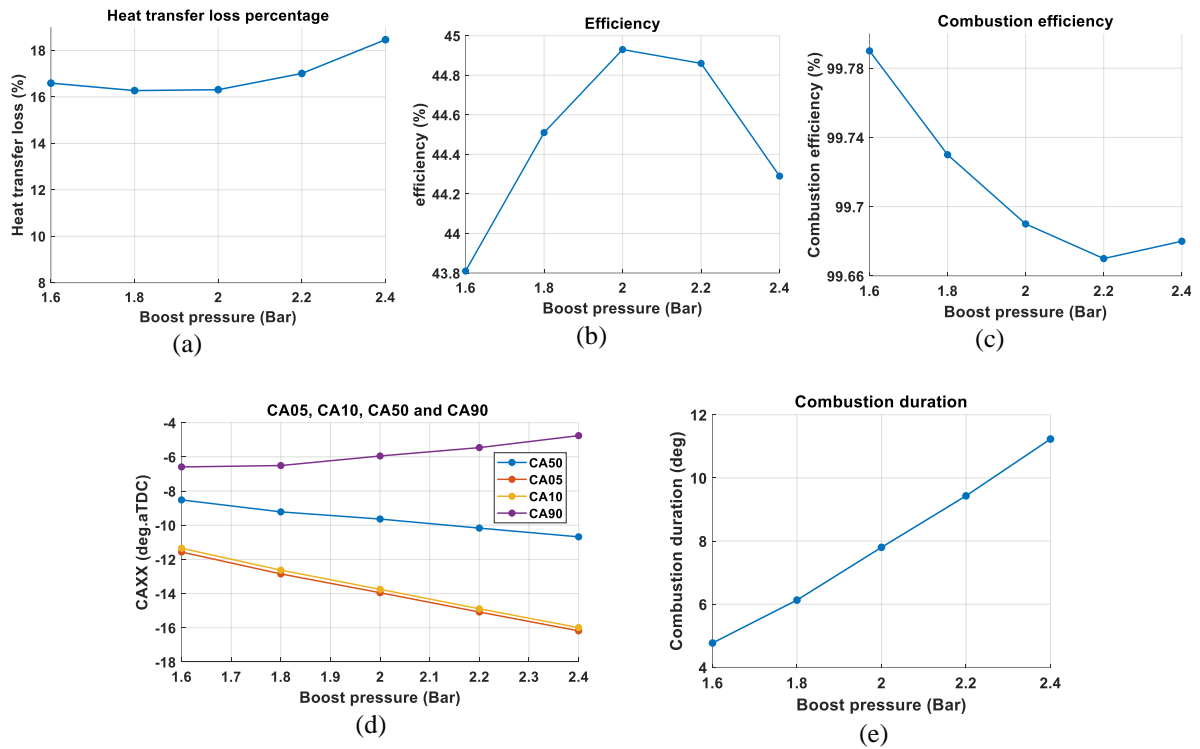 Heat transfer loss percentage
Heat transfer loss (%)
18
16
14
12
10
8
1.6 1.8 2 2.2 2.4
Boost pressure (Bar)
(a)
Efficiency
efficiency (%)
45
44.8
44.6
44.4
44.2
44
43.8
1.6 1.8 2 2.2 2.4
Boost pressure (Bar)
(b)
Combustion efficiency
Combustion efficiency (%)
99.78
99.74
99.7
99.66
1.6 1.8 2 2.2 2.4
Boost pressure (Bar)
(c)
CA05, CA10, CA50 and CA90
CAXX (deg.aTDC)
-4
-6
-8
-10
-12
-14
-16
-18
CA50
CA05
CA10
CA90
1.6 1.7 1.8 1.9 2 2.1 2.2 2.3 2.4
Boost pressure (Bar)
(d)
Combustion duration
Combustion duration (deg)
12
10
8
6
4
1.6 1.8 2 2.2 2.4
Boost pressure (Bar)
(e)